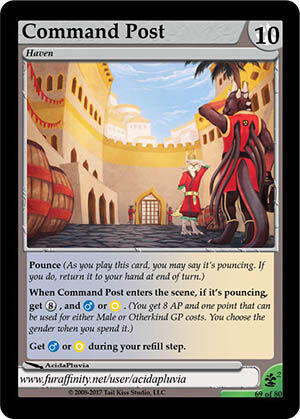 Command Post
10
Haven
Pounce (As you play this card, you may say it's pouncing. If
you do, return it to your hand at end of turn.)
When Command Post enters the scene, if it's pouncing,
get 8 , and ♂ or . (You get 8 AP and one point that can
be used for either Male or Otherkind GP costs. You choose the
gender when you spend it.)
Get ♂ or during your refill step.
AcidaPluvia
www.furaffinity.net/user/acidapluvia
© 2008-2017 Tail Kiss Studio, LLC
69 of 80